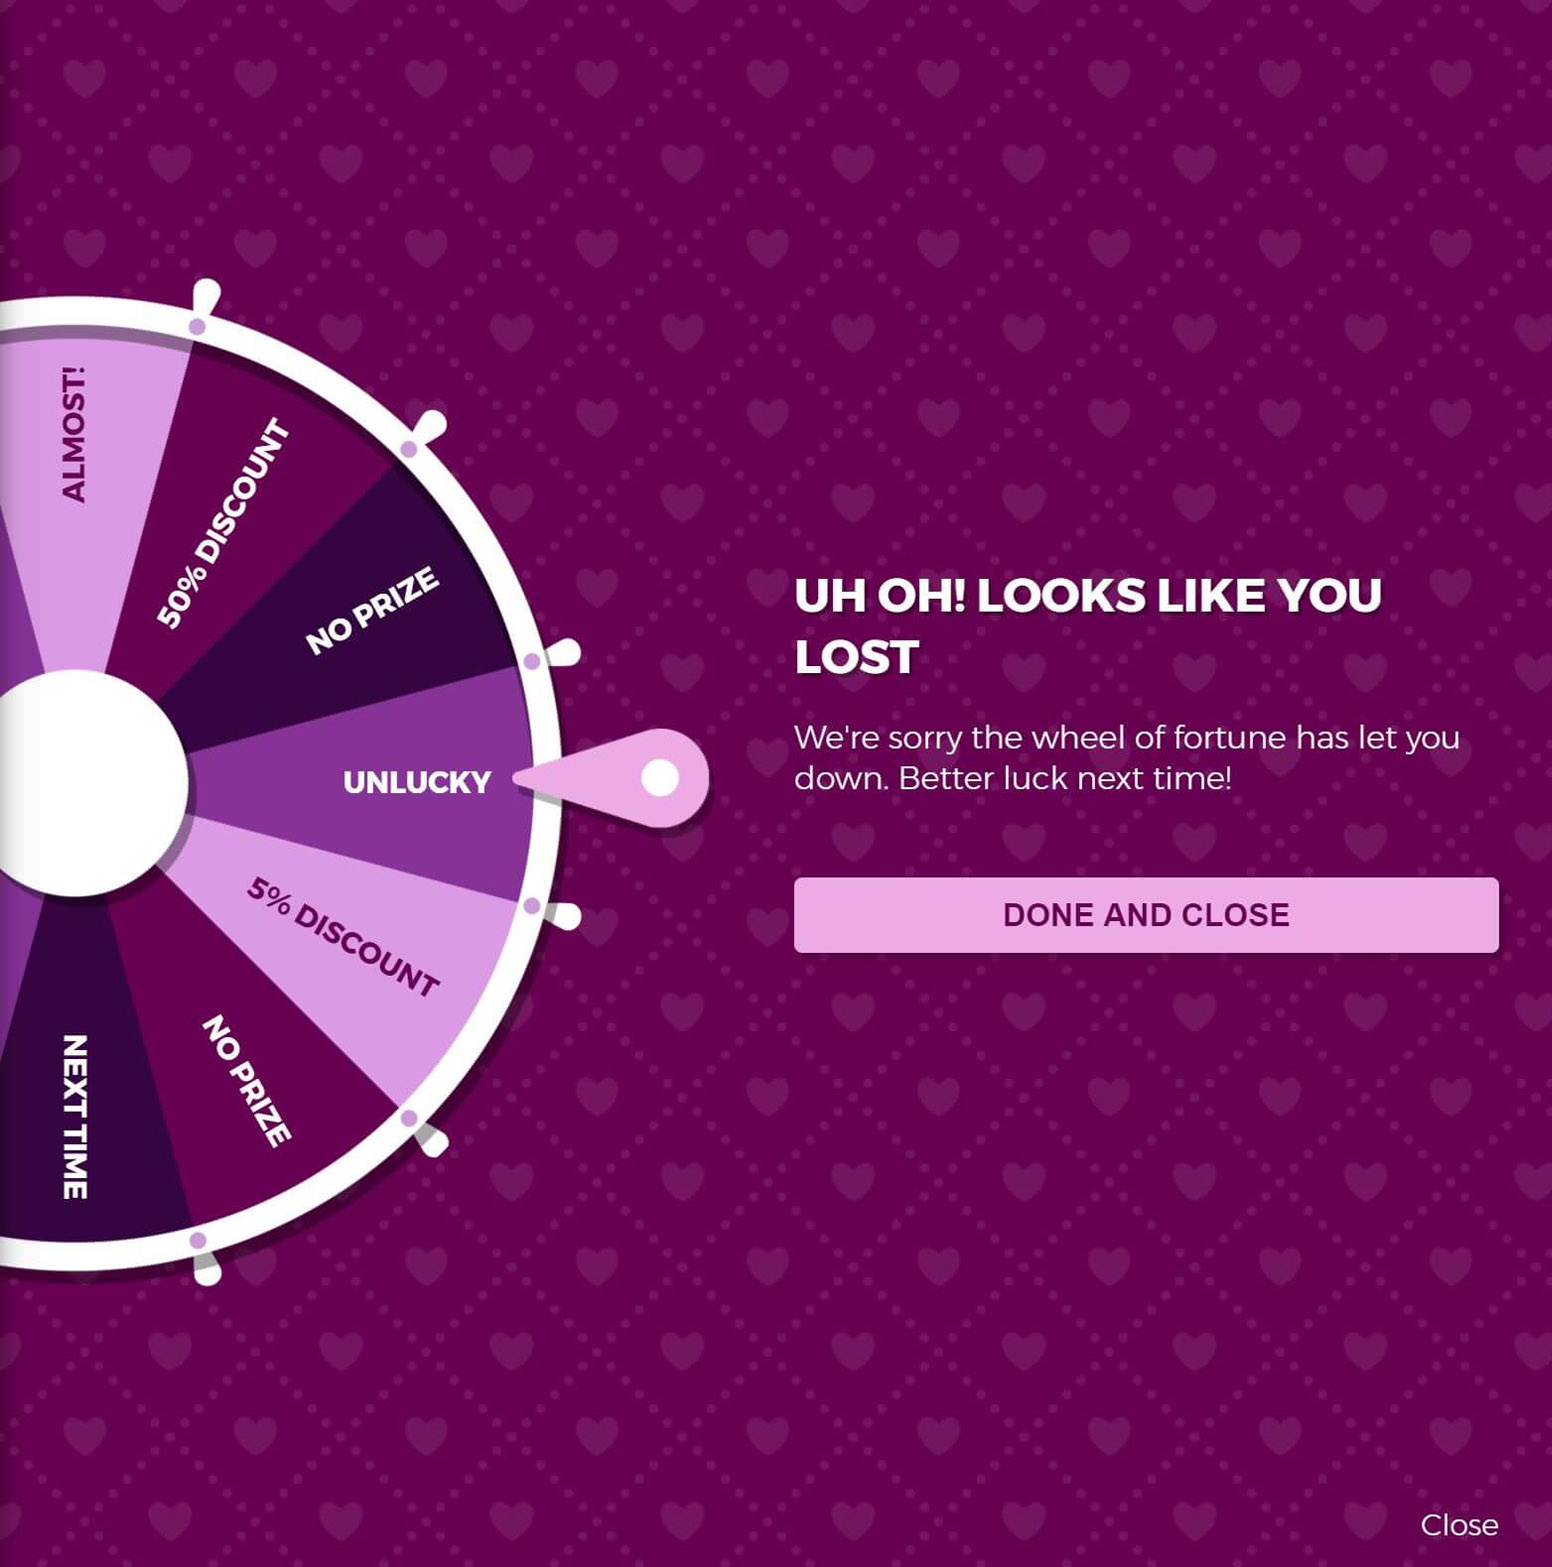 ALMOST!
50% DISCOUNT
NO PRIZE
UNLUCKY
5% DISCOUNT
NO PRIZE
NEXT TIME
UH OH! LOOKS LIKE YOU
LOST
We're sorry the wheel of fortune has let you
down. Better luck next time!
DONE AND CLOSE
Close